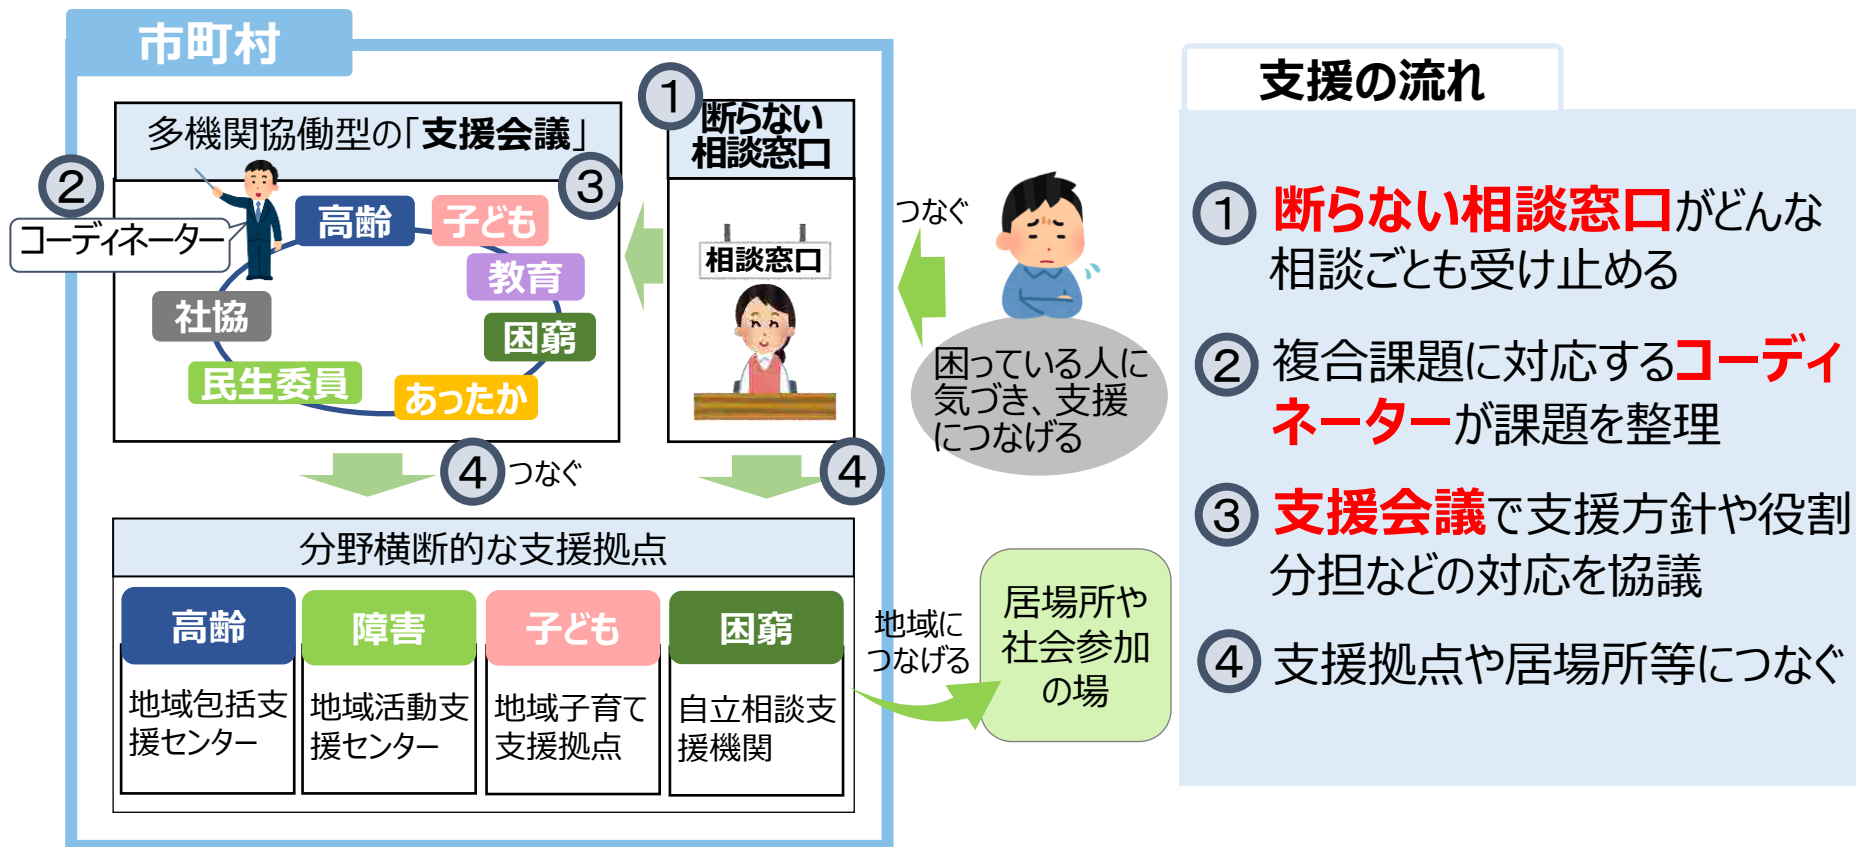 市町村
多機関協働型の「支援会議」
②
コーディネーター
③
高齢
子ども
教育
困窮
あったか
民生委員
社協
①
断らない
相談窓口
相談窓口
つなぐ
困っている人に
気づき、支援
につなげる
④
つなぐ
④
分野横断的な支援拠点
高齢
地域包括支
援センター
障害
地域活動支
援センター
子ども
地域子育て
支援拠点
困窮
自立相談支
援機関
地域に
つなげる
居場所や
社会参加
の場
支援の流れ
① 断らない相談窓口がどんな
相談ごとも受け止める
② 複合課題に対応するコーディ
ネーターが課題を整理
③ 支援会議で支援方針や役割
分担などの対応を協議
④ 支援拠点や居場所等につなぐ